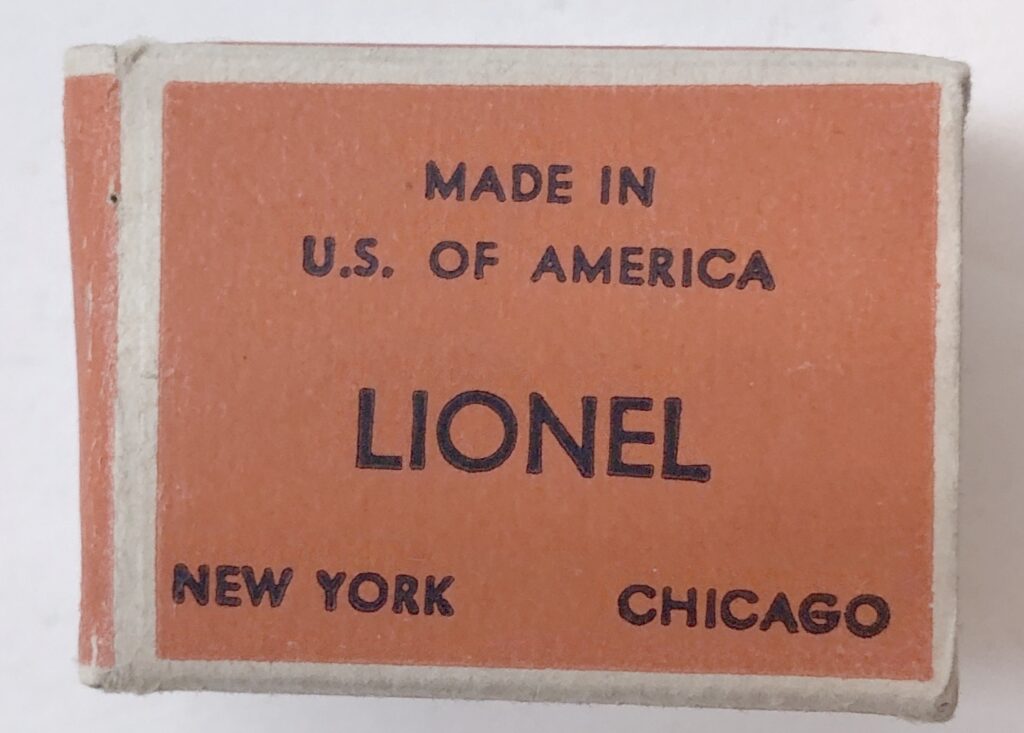 MADE IN
U.S. OF AMERICA
LIONEL
NEW YORK CHICAGO